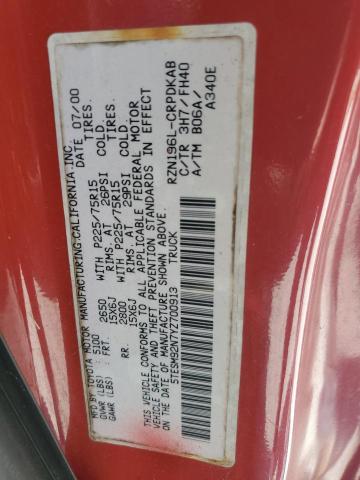 MFD. BY TOYOTA MOTOR MANUFACTURING CALIFORNIA INC.
DATE 07/00
GVWR (LBS) : 5100
GAWR (LBS) : FRT. 2650 WITH P225/75R15 TIRES.
15X6J RIMS. AT 26PSI COLD.
RR. 2800 WITH P225/75R15 TIRES.
15X6J RIMS. AT 29PSI COLD.
THIS VEHICLE CONFORMS TO ALL APPLICABLE FEDERAL MOTOR
VEHICLE SAFETY AND THEFT PREVENTION STANDARDS IN EFFECT
ON THE DATE OF MANUFACTURE SHOWN ABOVE.
5TESM92N7YZ700913 TRUCK
RZN196L-CRPDKAB
C/TR 3H7/FH40
A/TM B06A/
A340E